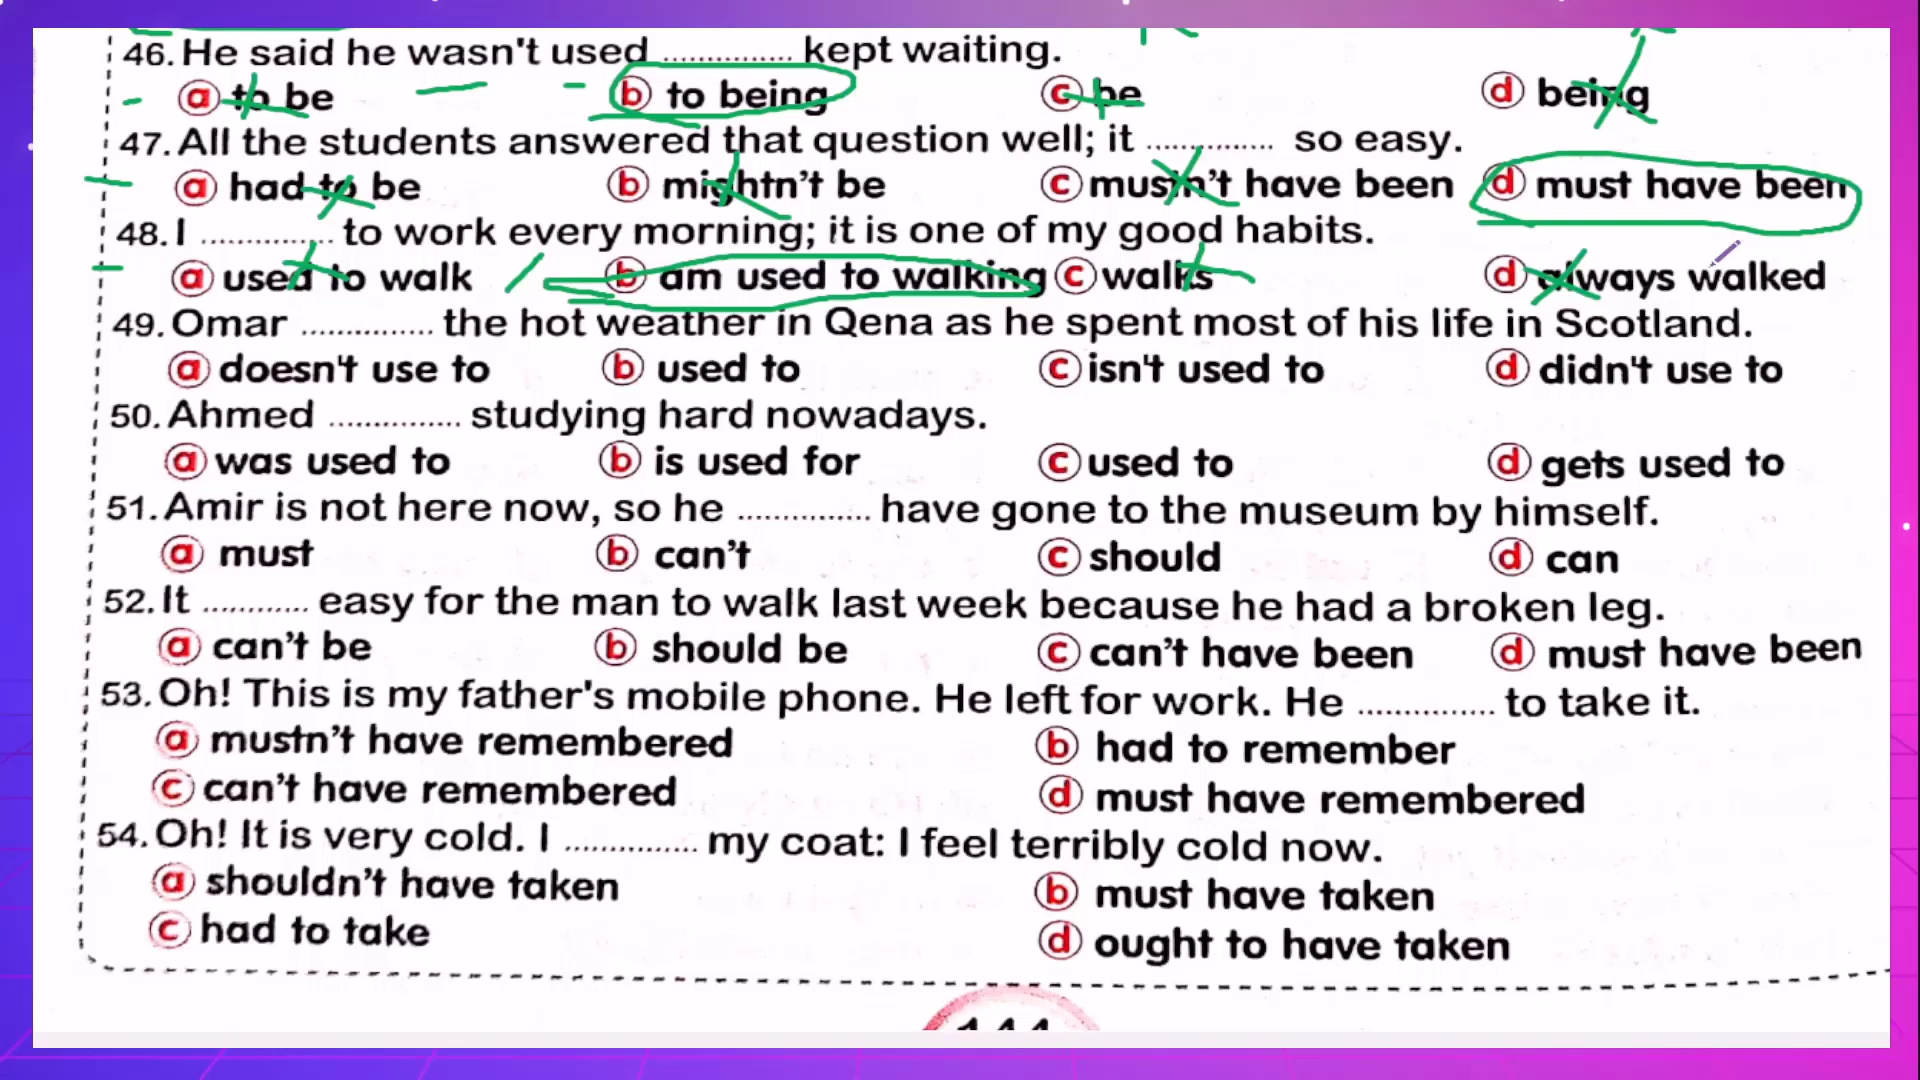 46. He said he wasn't used .............. kept waiting.
a to be b to being c be d being
47. All the students answered that question well; it .............. so easy.
a had to be b mightn't be c musn't have been d must have been
48. I .............. to work every morning; it is one of my good habits.
a used to walk b am used to walking c walks d always walked
49. Omar .............. the hot weather in Qena as he spent most of his life in Scotland.
a doesn't use to b used to c isn't used to d didn't use to
50. Ahmed .............. studying hard nowadays.
a was used to b is used for c used to d gets used to
51. Amir is not here now, so he .............. have gone to the museum by himself.
a must b can't c should d can
52. It ............ easy for the man to walk last week because he had a broken leg.
a can't be b should be c can't have been d must have been
53. Oh! This is my father's mobile phone. He left for work. He .............. to take it.
a mustn't have remembered b had to remember
c can't have remembered d must have remembered
54. Oh! It is very cold. I .............. my coat: I feel terribly cold now.
a shouldn't have taken b must have taken
c had to take d ought to have taken